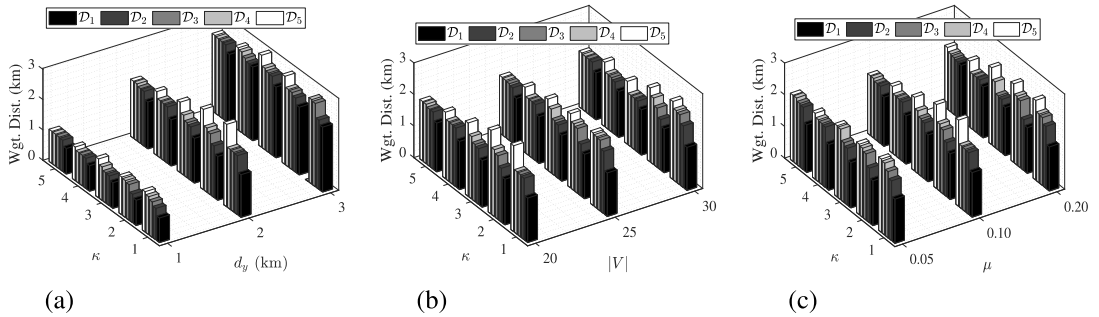 𝒟₁ 𝒟₂ 𝒟₃ 𝒟₄ 𝒟₅
Wgt. Dist. (km)
3
2
1
0
5
4
3
2
1
κ
1
2
3
d_y (km)
(a)
𝒟₁ 𝒟₂ 𝒟₃ 𝒟₄ 𝒟₅
Wgt. Dist. (km)
3
2
1
0
5
4
3
2
1
κ
20
25
30
|V|
(b)
𝒟₁ 𝒟₂ 𝒟₃ 𝒟₄ 𝒟₅
Wgt. Dist. (km)
3
2
1
0
5
4
3
2
1
κ
0.05
0.10
0.20
μ
(c)